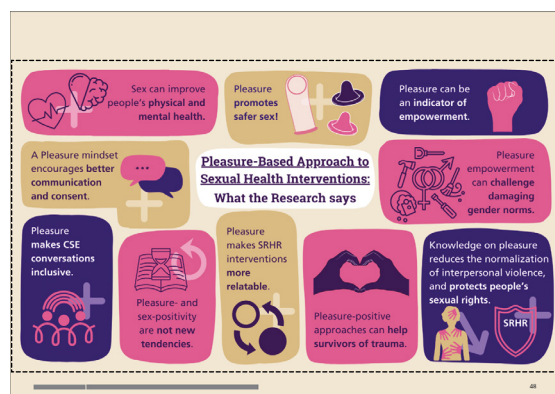 Sex can improve
people's physical and
mental health.
Pleasure
promotes
safer sex!
Pleasure can be
an indicator of
empowerment.
A Pleasure mindset
encourages better
communication
and consent.
Pleasure-Based Approach to
Sexual Health Interventions:
What the Research says
Pleasure
empowerment
can challenge
damaging
gender norms.
Pleasure
makes CSE
conversations
inclusive.
Pleasure- and
sex-positivity
are not new
tendencies.
Pleasure
makes SRHR
interventions
more
relatable.
Pleasure-positive
approaches can help
survivors of trauma.
Knowledge on pleasure
reduces the normalization
of interpersonal violence,
and protects people's
sexual rights.
SRHR
48